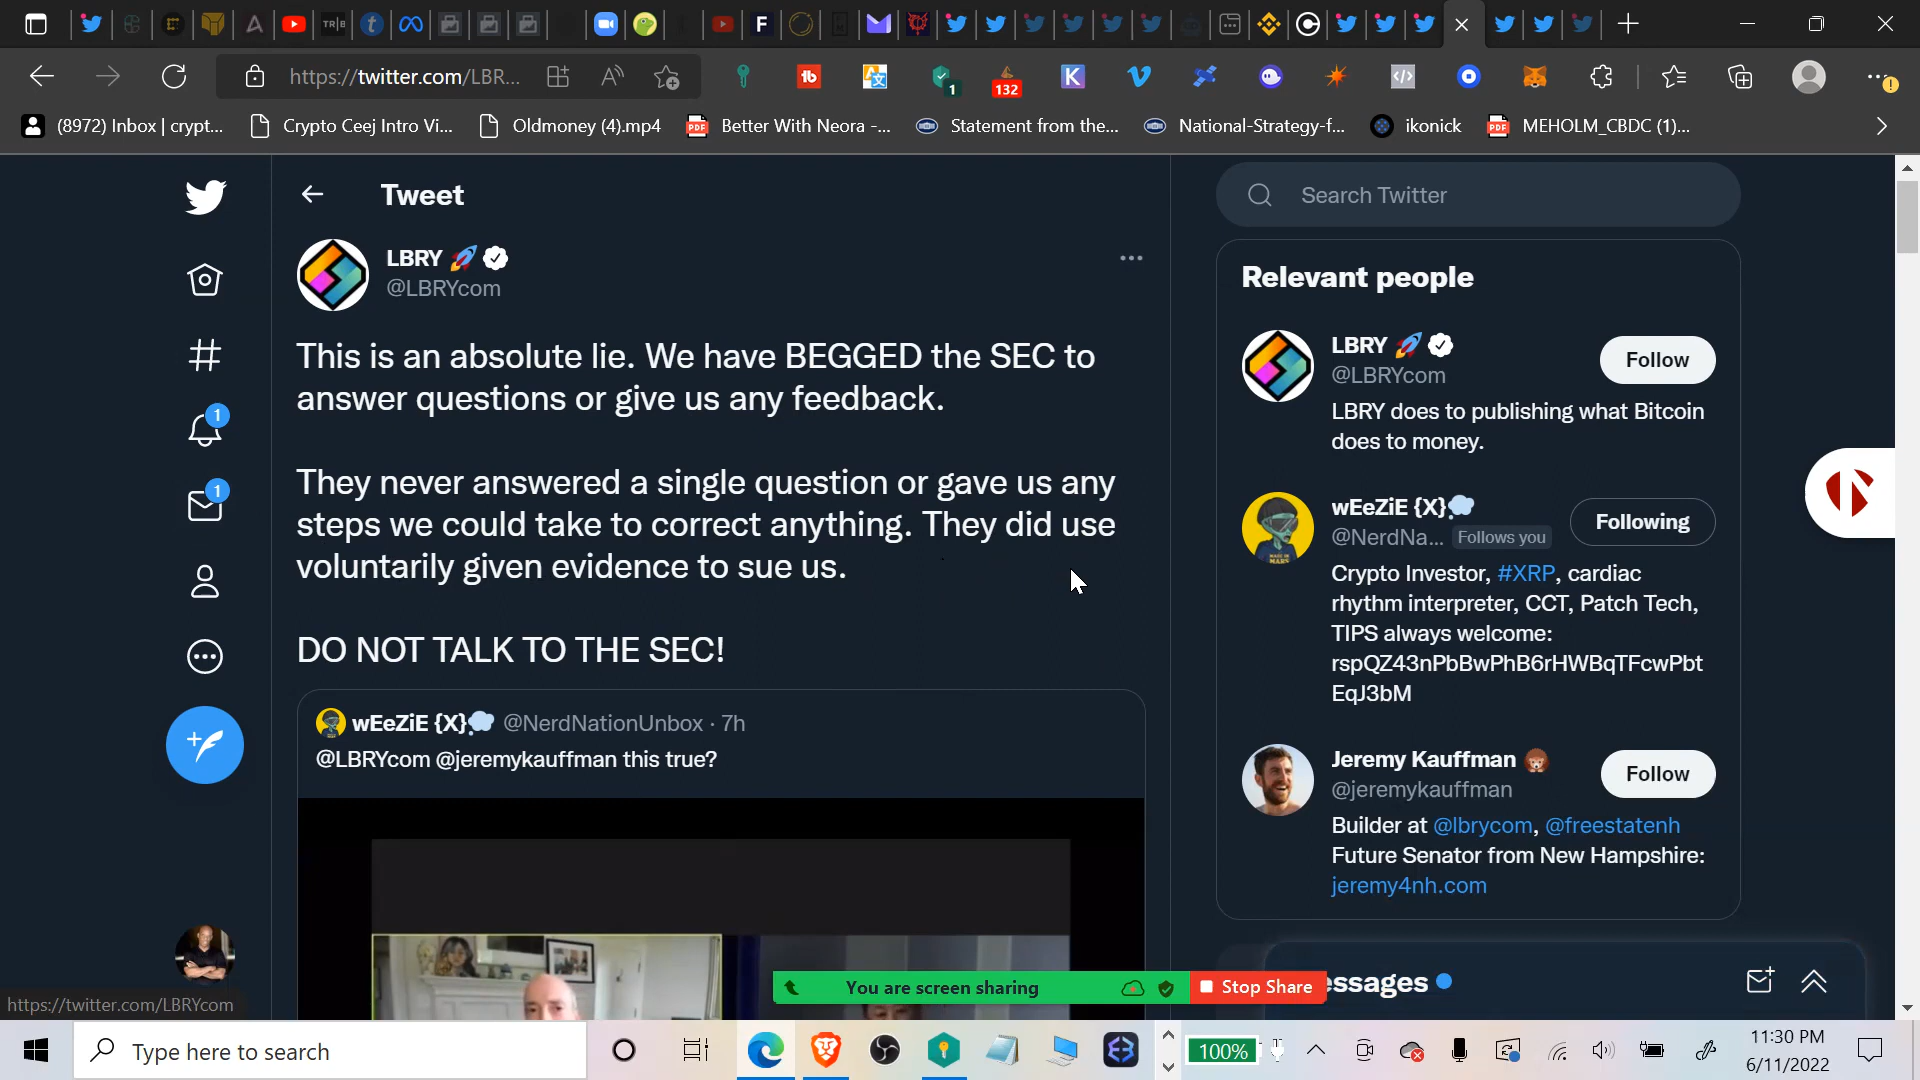 TR|B
F
https://twitter.com/LBR...
1
132
K
(8972) Inbox | crypt...
Crypto Ceej Intro Vi...
Oldmoney (4).mp4
Better With Neora -...
Statement from the...
National-Strategy-f...
ikonick
MEHOLM_CBDC (1)...
Tweet
Search Twitter
LBRY
@LBRYcom
Relevant people
This is an absolute lie. We have BEGGED the SEC to
answer questions or give us any feedback.
LBRY
@LBRYcom
Follow
LBRY does to publishing what Bitcoin
does to money.
1
They never answered a single question or gave us any
steps we could take to correct anything. They did use
voluntarily given evidence to sue us.
1
wEeZiE {X}
@NerdNa... Follows you
Following
Crypto Investor, #XRP, cardiac
rhythm interpreter, CCT, Patch Tech,
TIPS always welcome:
rspQZ43nPbBwPhB6rHWBqTFcwPbt
EqJ3bM
DO NOT TALK TO THE SEC!
wEeZiE {X} @NerdNationUnbox · 7h
@LBRYcom @jeremykauffman this true?
Jeremy Kauffman
@jeremykauffman
Follow
Builder at @lbrycom, @freestatenh
Future Senator from New Hampshire:
jeremy4nh.com
You are screen sharing
Stop Share
essages
https://twitter.com/LBRYcom
Type here to search
100%
11:30 PM
6/11/2022